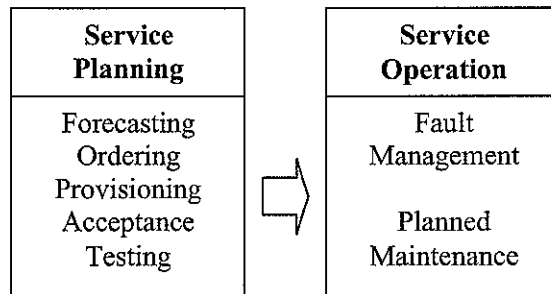 Service
Planning
Forecasting
Ordering
Provisioning
Acceptance
Testing
Service
Operation
Fault
Management
Planned
Maintenance